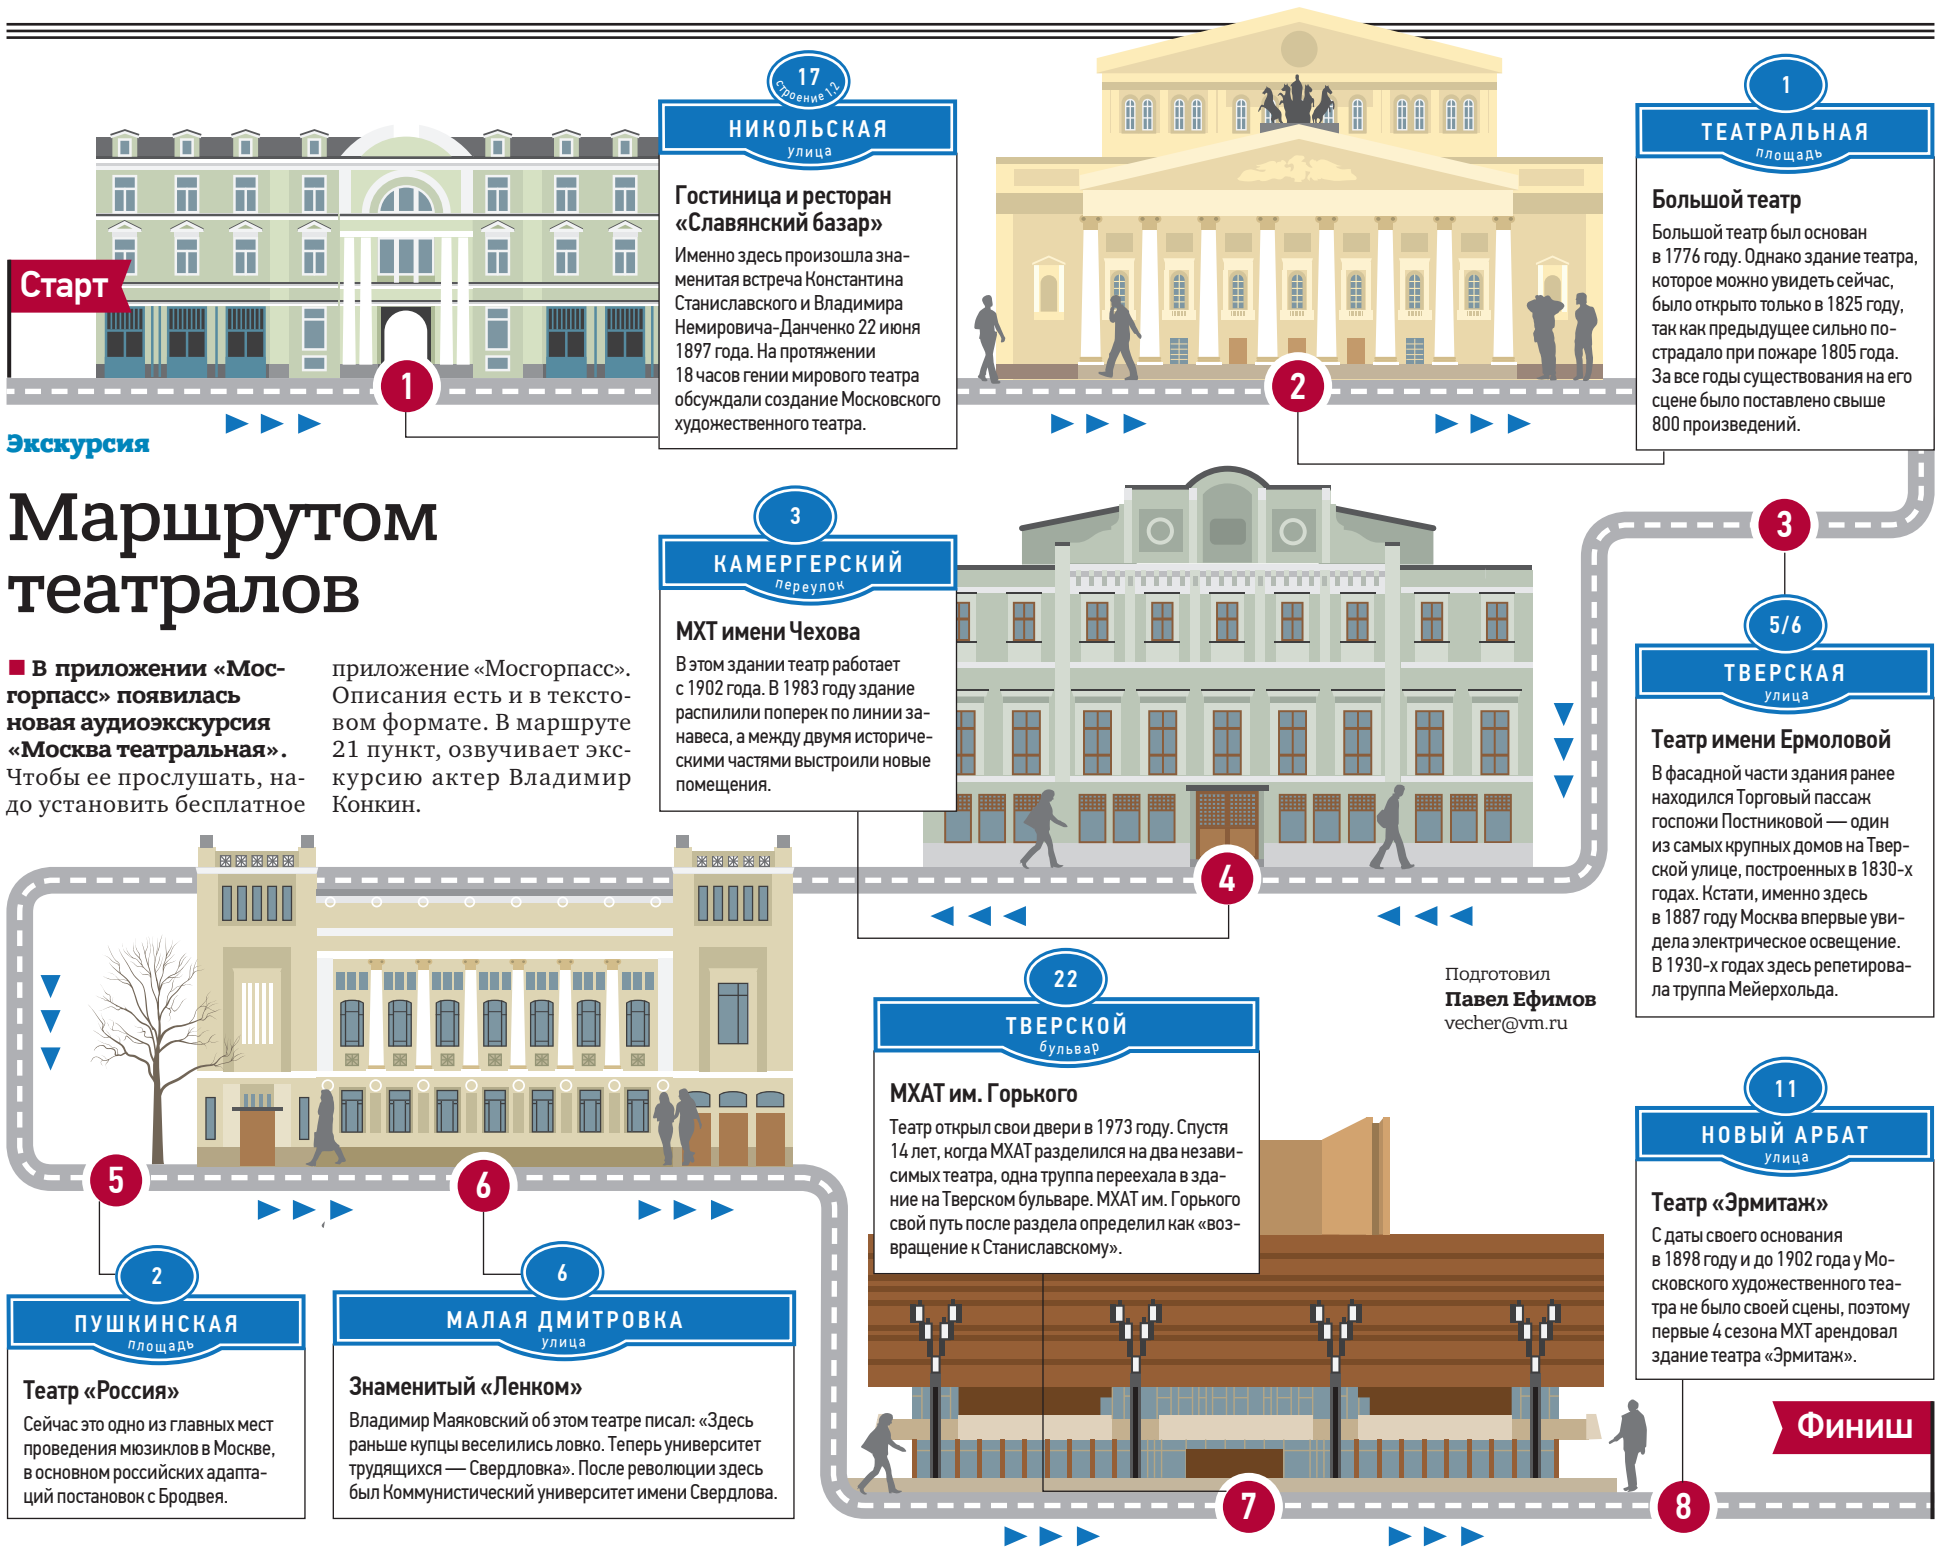 17
строение 1,2
НИКОЛЬСКАЯ
улица
Гостиница и ресторан
«Славянский базар»
Именно здесь произошла зна-
менитая встреча Константина
Станиславского и Владимира
Немировича-Данченко 22 июня
1897 года. На протяжении
18 часов гении мирового театра
обсуждали создание Московского
художественного театра.
1
ТЕАТРАЛЬНАЯ
площадь
Большой театр
Большой театр был основан
в 1776 году. Однако здание театра,
которое можно увидеть сейчас,
было открыто только в 1825 году,
так как предыдущее сильно по-
страдало при пожаре 1805 года.
За все годы существования на его
сцене было поставлено свыше
800 произведений.
Старт
1
2
Экскурсия
Маршрутом
театралов
В приложении «Мос-
горпасс» появилась
новая аудиоэкскурсия
«Москва театральная».
Чтобы ее прослушать, на-
до установить бесплатное
приложение «Мосгорпасс».
Описания есть и в тексто-
вом формате. В маршруте
21 пункт, озвучивает экс-
курсию актер Владимир
Конкин.
3
КАМЕРГЕРСКИЙ
переулок
МХТ имени Чехова
В этом здании театр работает
с 1902 года. В 1983 году здание
распилили поперек по линии за-
навеса, а между двумя историче-
скими частями выстроили новые
помещения.
3
5/6
ТВЕРСКАЯ
улица
Театр имени Ермоловой
В фасадной части здания ранее
находился Торговый пассаж
госпожи Постниковой — один
из самых крупных домов на Твер-
ской улице, построенных в 1830-х
годах. Кстати, именно здесь
в 1887 году Москва впервые уви-
дела электрическое освещение.
В 1930-х годах здесь репетирова-
ла труппа Мейерхольда.
4
Подготовил
Павел Ефимов
vecher@vm.ru
5
6
2
ПУШКИНСКАЯ
площадь
Театр «Россия»
Сейчас это одно из главных мест
проведения мюзиклов в Москве,
в основном российских адапта-
ций постановок с Бродвея.
6
МАЛАЯ ДМИТРОВКА
улица
Знаменитый «Ленком»
Владимир Маяковский об этом театре писал: «Здесь
раньше купцы веселились ловко. Теперь университет
трудящихся — Свердловка». После революции здесь
был Коммунистический университет имени Свердлова.
22
ТВЕРСКОЙ
бульвар
МХАТ им. Горького
Театр открыл свои двери в 1973 году. Спустя
14 лет, когда МХАТ разделился на два незави-
симых театра, одна труппа переехала в зда-
ние на Тверском бульваре. МХАТ им. Горького
свой путь после раздела определил как «воз-
вращение к Станиславскому».
11
НОВЫЙ АРБАТ
улица
Театр «Эрмитаж»
С даты своего основания
в 1898 году и до 1902 года у Мо-
сковского художественного теа-
тра не было своей сцены, поэтому
первые 4 сезона МХТ арендовал
здание театра «Эрмитаж».
Финиш
7
8